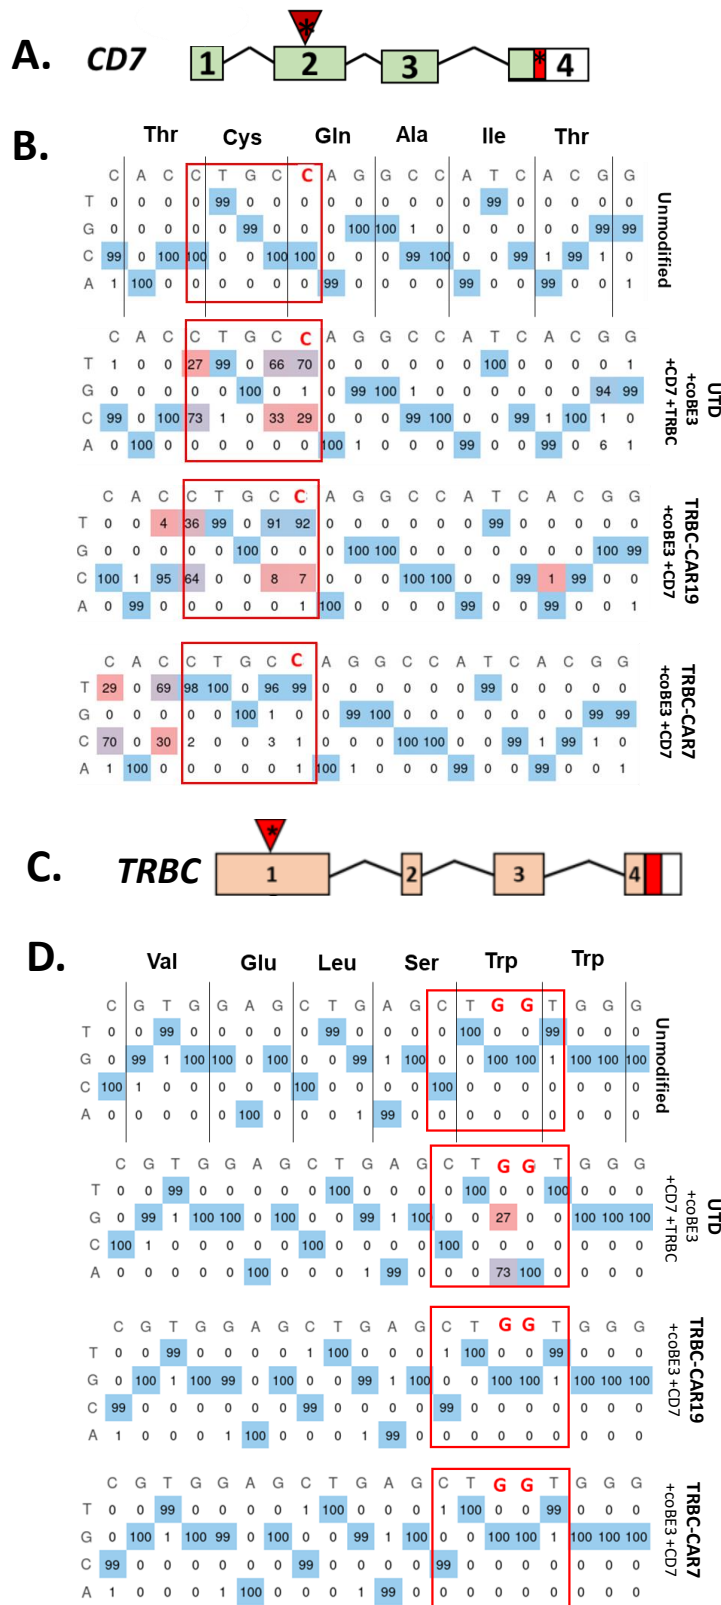 A. CD7 1 * 2 3 * 4
B.
Thr Cys Gln Ala Ile Thr
C A C C T G C C A G G C C A T C A C G G
T 0 0 0 0 99 0 0 0 0 0 0 0 0 0 99 0 0 0 0 0
G 0 0 0 0 0 99 0 0 0 100 100 1 0 0 0 0 0 0 99 99
C 99 0 100 100 0 0 100 100 0 0 0 99 100 0 0 99 1 99 1 0
A 1 100 0 0 0 0 0 0 99 0 0 0 0 99 0 0 99 0 0 1
Unmodified
C A C C T G C C A G G C C A T C A C G G
T 1 0 0 27 99 0 66 70 0 0 0 0 0 0 100 0 0 0 0 1
G 0 0 0 0 0 100 0 1 0 99 100 1 0 0 0 0 0 0 94 99
C 99 0 100 73 1 0 33 29 0 0 0 99 100 0 0 99 1 100 1 0
A 0 100 0 0 0 0 0 0 100 1 0 0 0 99 0 0 99 0 6 1
UTD
+coBE3
+CD7 +TRBC
C A C C T G C C A G G C C A T C A C G G
T 0 0 4 36 99 0 91 92 0 0 0 0 0 0 99 0 0 0 0 0
G 0 0 0 0 0 100 0 0 0 100 100 0 0 0 0 0 0 0 100 99
C 100 1 95 64 0 0 8 7 0 0 0 100 100 0 0 99 1 99 0 0
A 0 99 0 0 0 0 0 1 100 0 0 0 0 99 0 0 99 0 0 1
TRBC-CAR19
+coBE3 +CD7
C A C C T G C C A G G C C A T C A C G G
T 29 0 69 98 100 0 96 99 0 0 0 0 0 0 99 0 0 0 0 0
G 0 0 0 0 0 100 1 0 0 99 100 0 0 0 0 0 0 0 99 99
C 70 0 30 2 0 0 3 1 0 0 0 100 100 0 0 99 1 99 1 0
A 1 100 0 0 0 0 0 1 100 1 0 0 0 99 0 0 99 0 0 1
TRBC-CAR7
+coBE3 +CD7
C. TRBC * 1 2 3 4
D.
Val Glu Leu Ser Trp Trp
C G T G G A G C T G A G C T G G T G G G
T 0 0 99 0 0 0 0 0 99 0 0 0 0 100 0 0 99 0 0 0
G 0 99 1 100 100 0 100 0 0 99 1 100 0 0 100 100 1 100 100 100
C 100 1 0 0 0 0 0 100 0 0 0 0 100 0 0 0 0 0 0 0
A 0 0 0 0 0 100 0 0 0 1 99 0 0 0 0 0 0 0 0 0
Unmodified
C G T G G A G C T G A G C T G G T G G G
T 0 0 99 0 0 0 0 0 100 0 0 0 0 100 0 0 100 0 0 0
G 0 99 1 100 100 0 100 0 0 99 1 100 0 0 27 0 0 100 100 100
C 100 1 0 0 0 0 0 100 0 0 0 0 100 0 0 0 0 0 0 0
A 0 0 0 0 0 100 0 0 0 1 99 0 0 0 73 100 0 0 0 0
UTD
+coBE3
+CD7 +TRBC
C G T G G A G C T G A G C T G G T G G G
T 0 0 99 0 0 0 0 1 100 0 0 0 1 100 0 0 99 0 0 0
G 0 100 1 100 99 0 100 0 0 99 1 100 0 0 100 100 1 100 100 100
C 99 0 0 0 0 0 0 99 0 0 0 0 99 0 0 0 0 0 0 0
A 1 0 0 0 1 100 0 0 0 1 99 0 0 0 0 0 0 0 0 0
TRBC-CAR19
+coBE3 +CD7
C G T G G A G C T G A G C T G G T G G G
T 0 0 99 0 0 0 0 1 100 0 0 0 1 100 0 0 99 0 0 0
G 0 100 1 100 99 0 100 0 0 99 1 100 0 0 100 100 1 100 100 100
C 99 0 0 0 0 0 0 99 0 0 0 0 99 0 0 0 0 0 0 0
A 1 0 0 0 1 100 0 0 0 1 99 0 0 0 0 0 0 0 0 0
TRBC-CAR7
+coBE3 +CD7